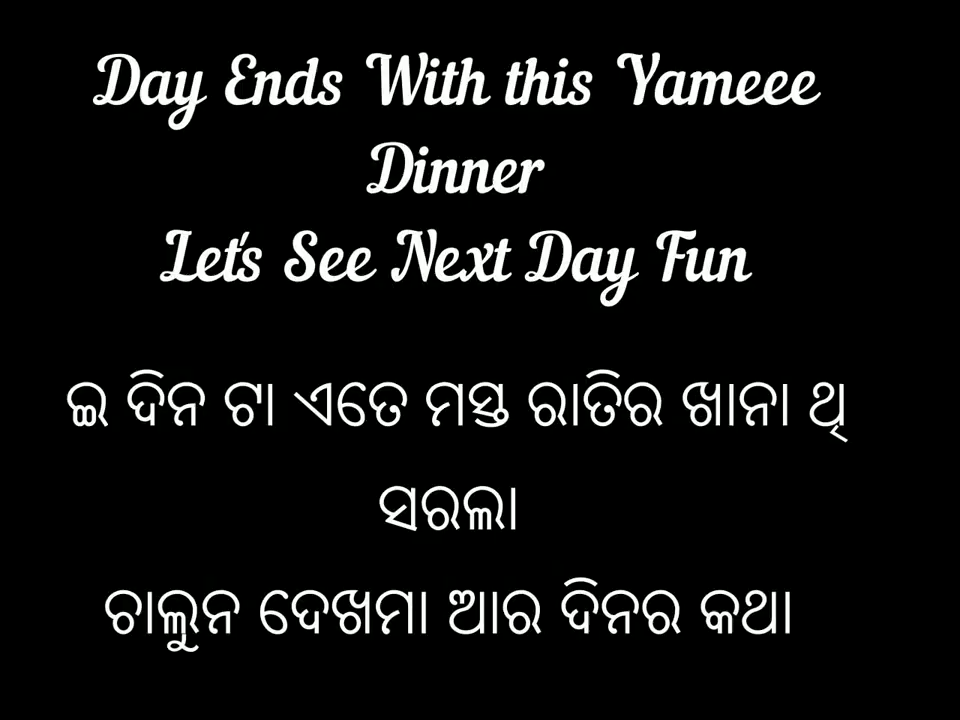 Day Ends With this Yameee
Dinner
Let's See Next Day Fun
ଇ ଦିନ ଟା ଏତେ ମସ୍ତ ରାତିର ଖାନା ଥି
ସରଲା
ଚାଲୁନ ଦେଖମା ଆର ଦିନର କଥା